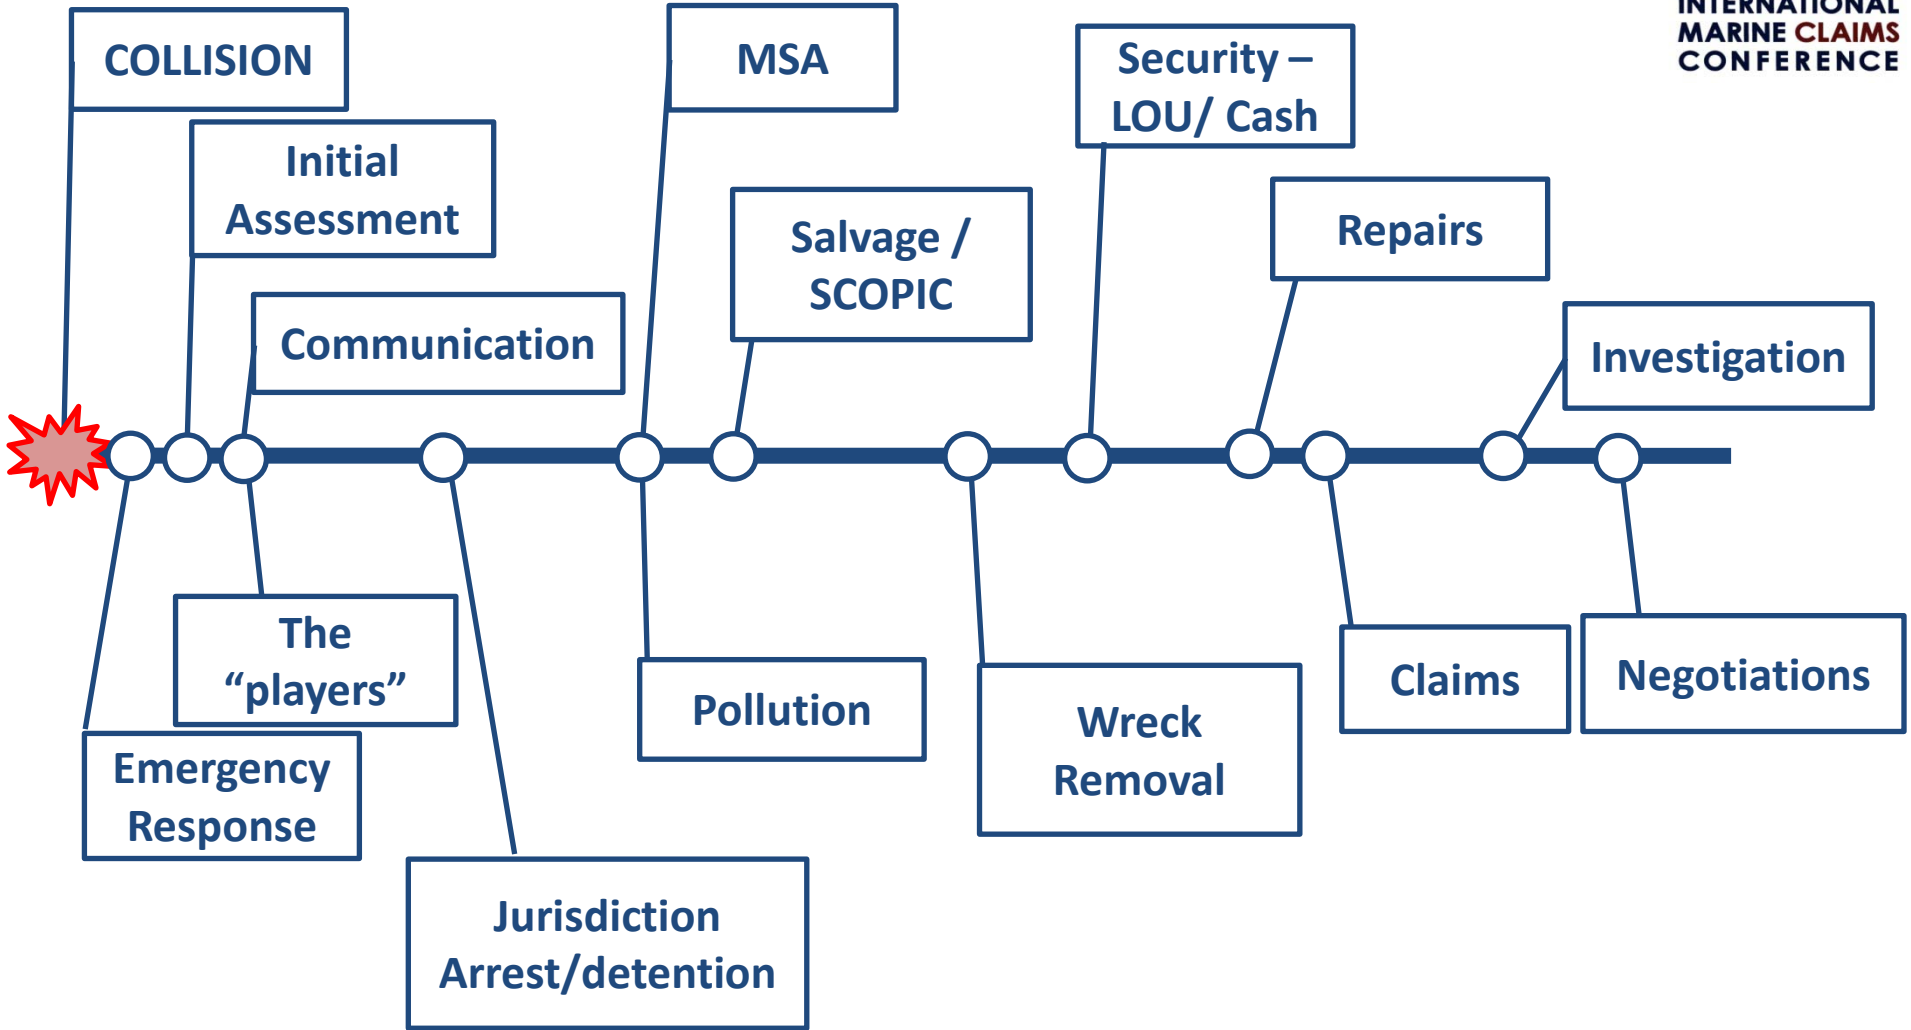 INTERNATIONAL
MARINE CLAIMS
CONFERENCE
COLLISION
MSA
Security –
LOU/ Cash
Initial
Assessment
Salvage /
SCOPIC
Repairs
Communication
Investigation
The
“players”
Emergency
Response
Pollution
Wreck
Removal
Claims
Negotiations
Jurisdiction
Arrest/detention